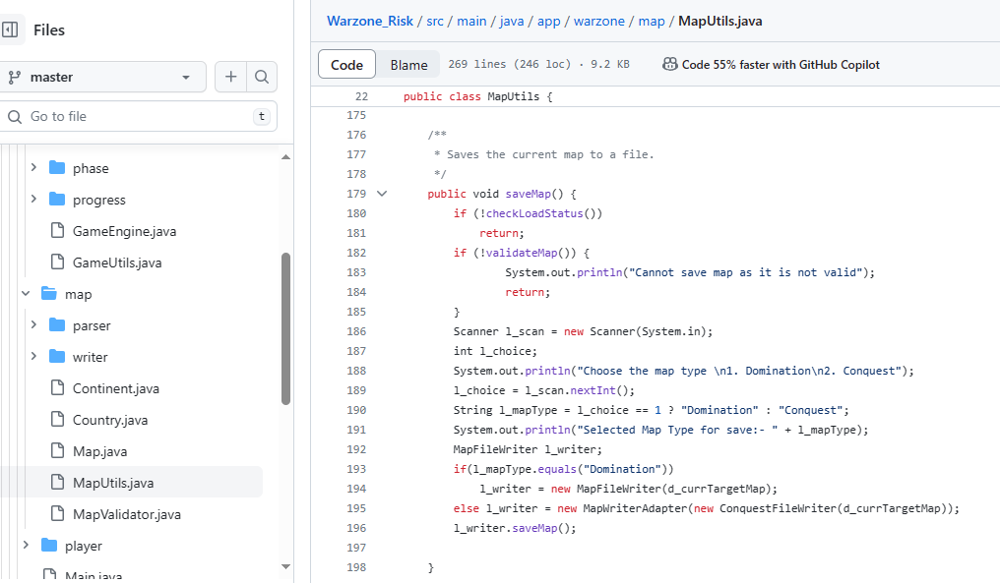 Files
master
Go to file
t
phase
progress
GameEngine.java
GameUtils.java
map
parser
writer
Continent.java
Country.java
Map.java
MapUtils.java
MapValidator.java
player
Main.java
Warzone_Risk / src / main / java / app / warzone / map / MapUtils.java
Code Blame 269 lines (246 loc) · 9.2 KB Code 55% faster with GitHub Copilot
22 public class MapUtils {
175
176 /**
177 * Saves the current map to a file.
178 */
179 public void saveMap() {
180 if (!checkLoadStatus())
181 return;
182 if (!validateMap()) {
183 System.out.println("Cannot save map as it is not valid");
184 return;
185 }
186 Scanner l_scan = new Scanner(System.in);
187 int l_choice;
188 System.out.println("Choose the map type \n1. Domination\n2. Conquest");
189 l_choice = l_scan.nextInt();
190 String l_mapType = l_choice == 1 ? "Domination" : "Conquest";
191 System.out.println("Selected Map Type for save:- " + l_mapType);
192 MapFileWriter l_writer;
193 if(l_mapType.equals("Domination"))
194 l_writer = new MapFileWriter(d_currTargetMap);
195 else l_writer = new MapWriterAdapter(new ConquestFileWriter(d_currTargetMap));
196 l_writer.saveMap();
197
198 }